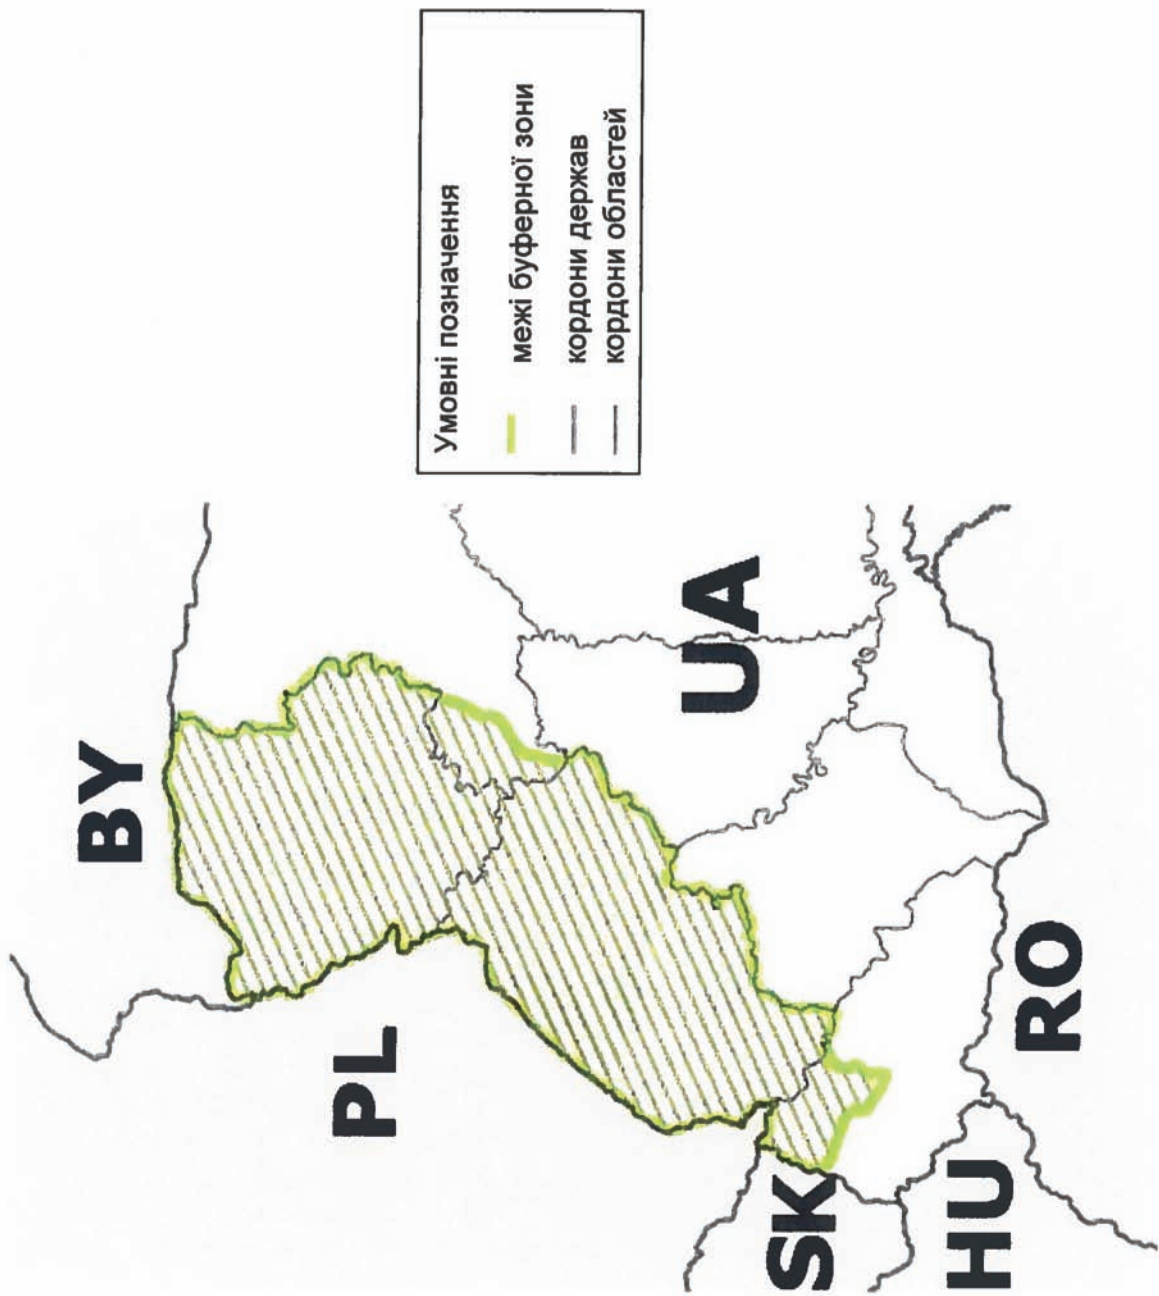 Умовні позначення
межі буферної зони
кордони держав
кордони областей
BY
PL
UA
SK
HU
RO